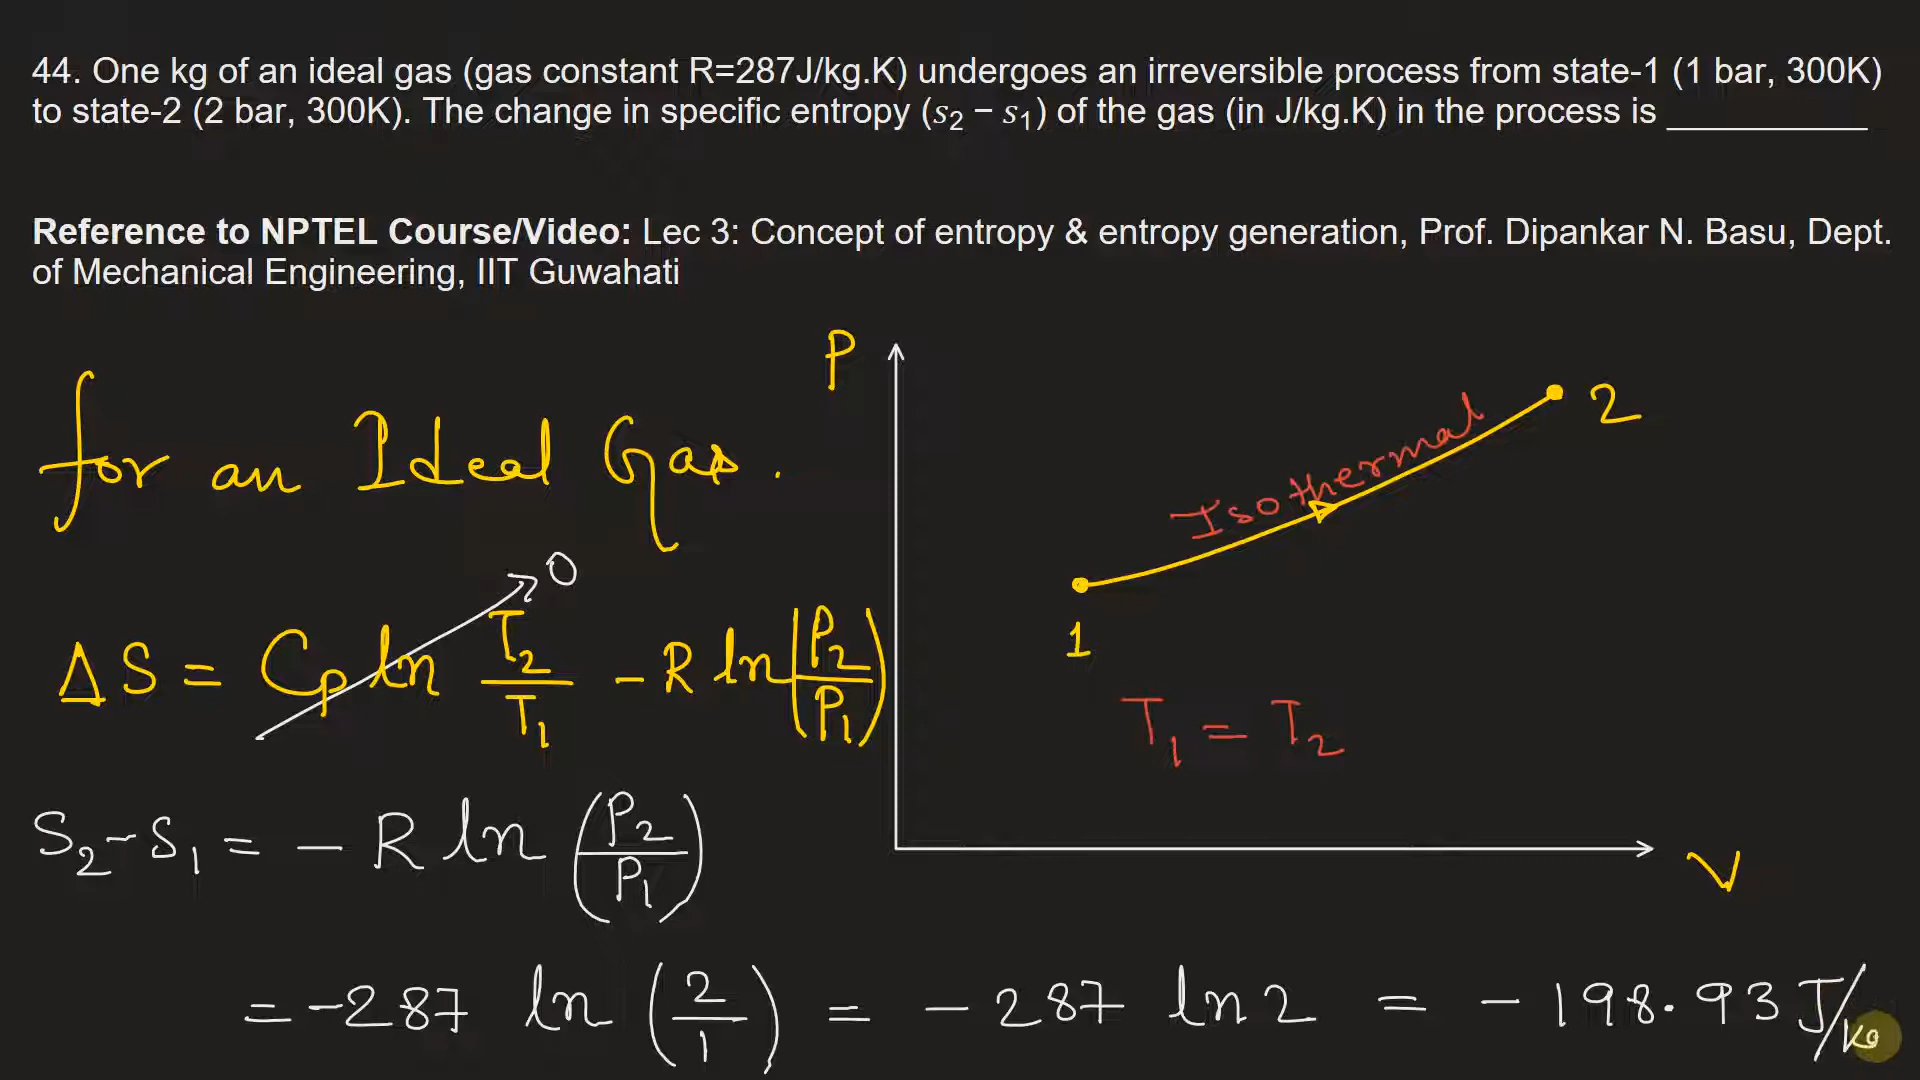 44. One kg of an ideal gas (gas constant R=287J/kg.K) undergoes an irreversible process from state-1 (1 bar, 300K)
to state-2 (2 bar, 300K). The change in specific entropy (s₂ − s₁) of the gas (in J/kg.K) in the process is __________
Reference to NPTEL Course/Video: Lec 3: Concept of entropy & entropy generation, Prof. Dipankar N. Basu, Dept.
of Mechanical Engineering, IIT Guwahati
for an Ideal Gas.
ΔS = Cp ln T₂/T₁ - R ln (P₂/P₁)
0
S₂-S₁ = - R ln (P₂/P₁)
= -287 ln (2/1) = - 287 ln 2 = - 198.93 J/kg
P
2
Isothermal
1
T₁ = T₂
V